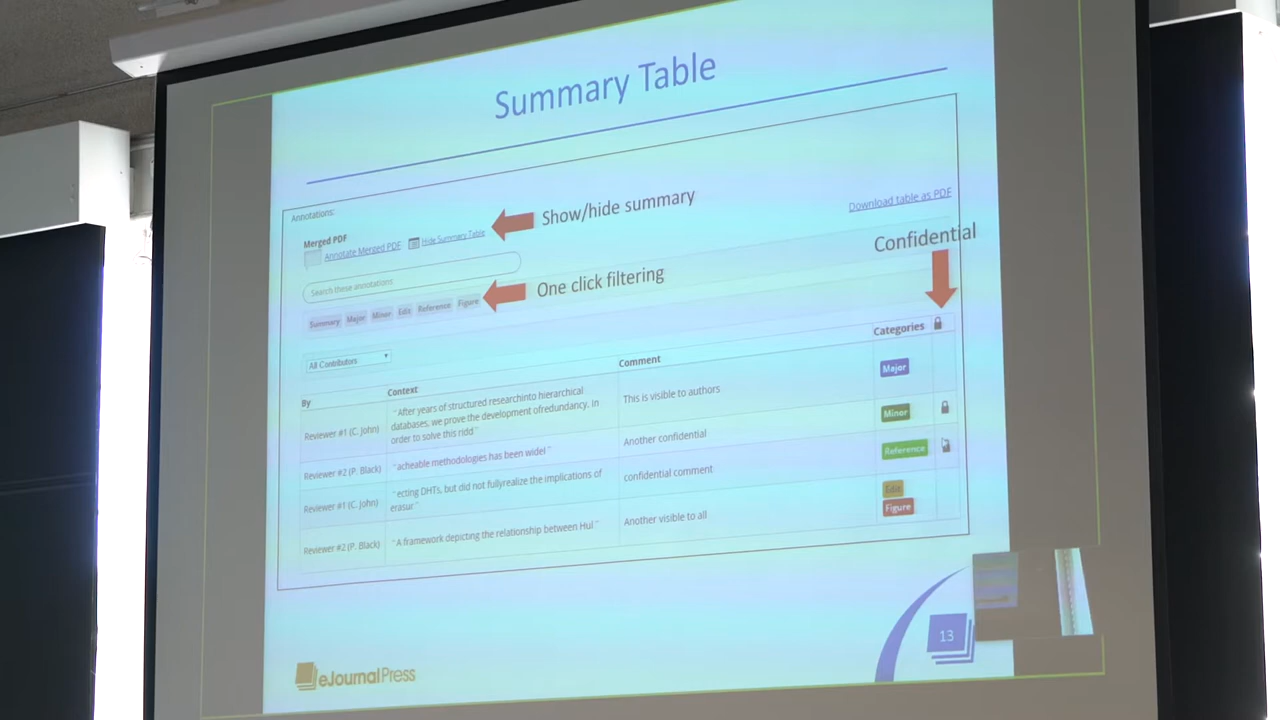 Summary Table
Annotations:
Merged PDF
Annotate Merged PDF
Hide Summary Table
Show/hide summary
Download table as PDF
Confidential
Search these annotations
One click filtering
Summary Major Minor Edit Reference Figure
All Contributors
By Context Comment Categories
Reviewer #1 (C. John)
" After years of structured researchinto hierarchical
databases, we prove the development ofredundancy. In
order to solve this ridd "
This is visible to authors
Major
Reviewer #2 (P. Black)
" acheable methodologies has been widel "
Another confidential
Minor
Reviewer #1 (C. John)
" ecting DHTs, but did not fullyrealize the implications of
erasur "
confidential comment
Reference
Reviewer #2 (P. Black)
" A framework depicting the relationship between Hul "
Another visible to all
Edit
Figure
13
eJournalPress